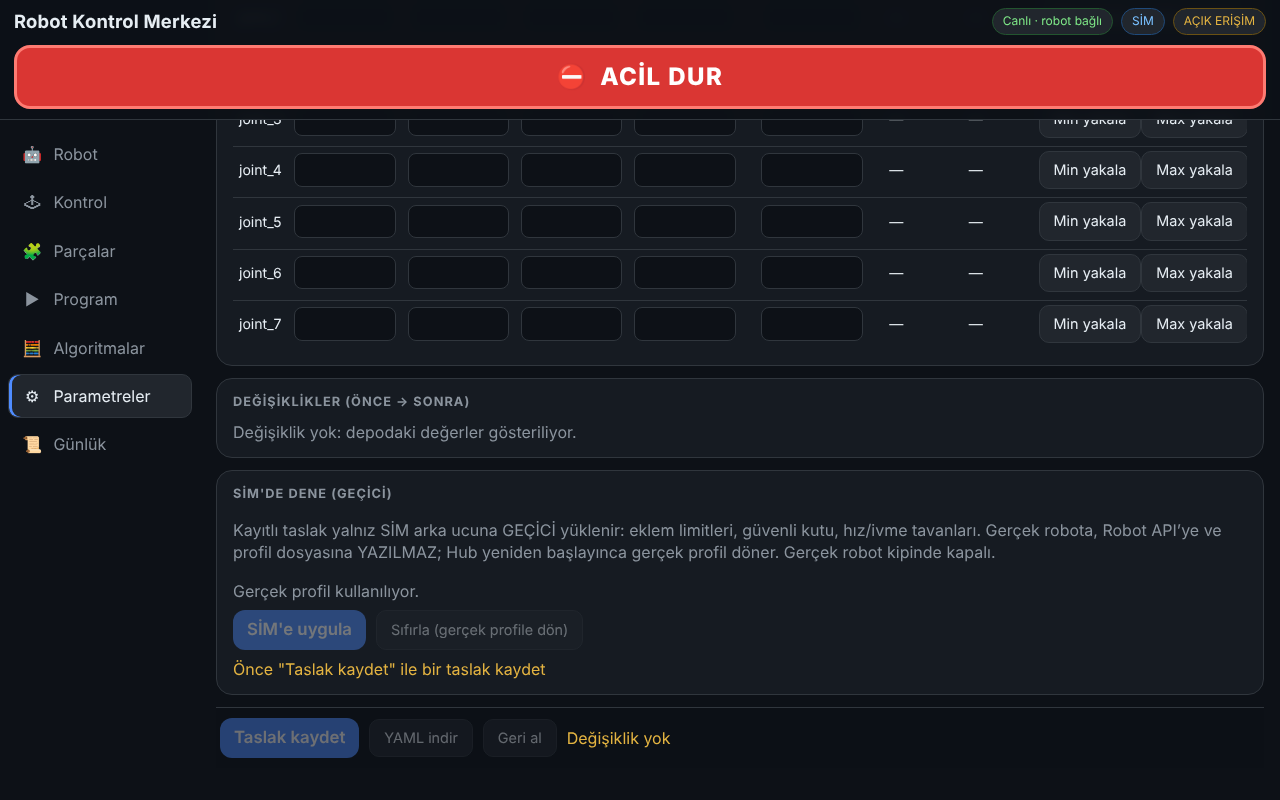 Robot Kontrol Merkezi
Canlı · robot bağlı
SİM
AÇIK ERİŞİM
ACİL DUR
Robot
Kontrol
Parçalar
Program
Algoritmalar
Parametreler
Günlük
joint_3 — — Min yakala Max yakala
joint_4 — — Min yakala Max yakala
joint_5 — — Min yakala Max yakala
joint_6 — — Min yakala Max yakala
joint_7 — — Min yakala Max yakala
DEĞİŞİKLİKLER (ÖNCE → SONRA)
Değişiklik yok: depodaki değerler gösteriliyor.
SİM'DE DENE (GEÇİCİ)
Kayıtlı taslak yalnız SİM arka ucuna GEÇİCİ yüklenir: eklem limitleri, güvenli kutu, hız/ivme tavanları. Gerçek robota, Robot API’ye ve
profil dosyasına YAZILMAZ; Hub yeniden başlayınca gerçek profil döner. Gerçek robot kipinde kapalı.
Gerçek profil kullanılıyor.
SİM'e uygula
Sıfırla (gerçek profile dön)
Önce "Taslak kaydet" ile bir taslak kaydet
Taslak kaydet
YAML indir
Geri al
Değişiklik yok